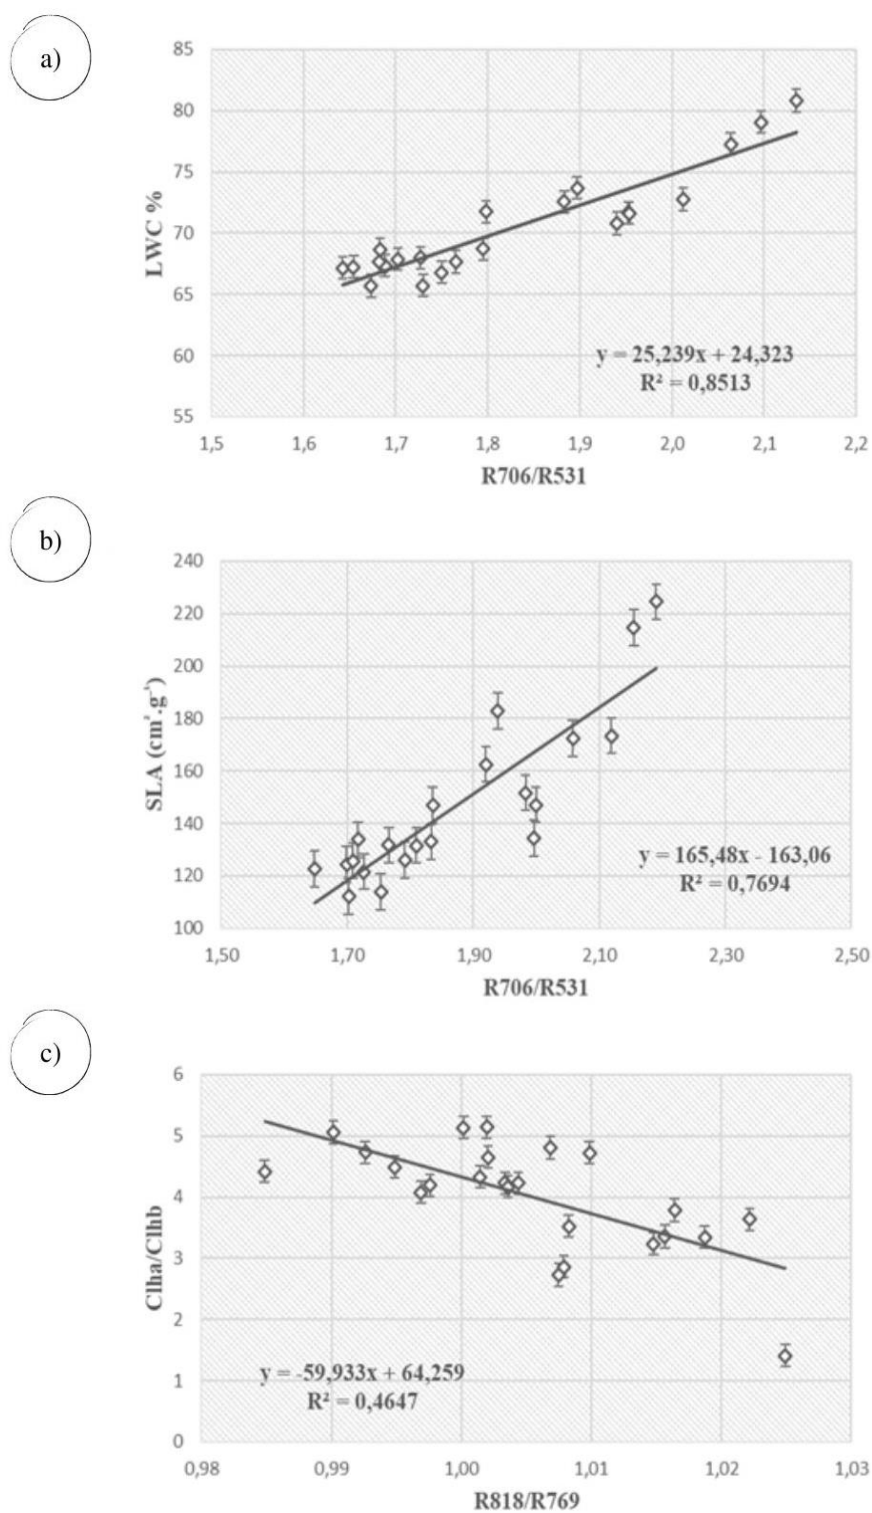 a)
85
80
75
70
65
60
55
LWC %
y = 25,239x + 24,323
R² = 0,8513
1,5 1,6 1,7 1,8 1,9 2,0 2,1 2,2
R706/R531
b)
240
220
200
180
160
140
120
100
SLA (cm².g⁻¹)
y = 165,48x - 163,06
R² = 0,7694
1,50 1,70 1,90 2,10 2,30 2,50
R706/R531
c)
6
5
4
3
2
1
0
Clha/Clhb
y = -59,933x + 64,259
R² = 0,4647
0,98 0,99 1,00 1,01 1,02 1,03
R818/R769